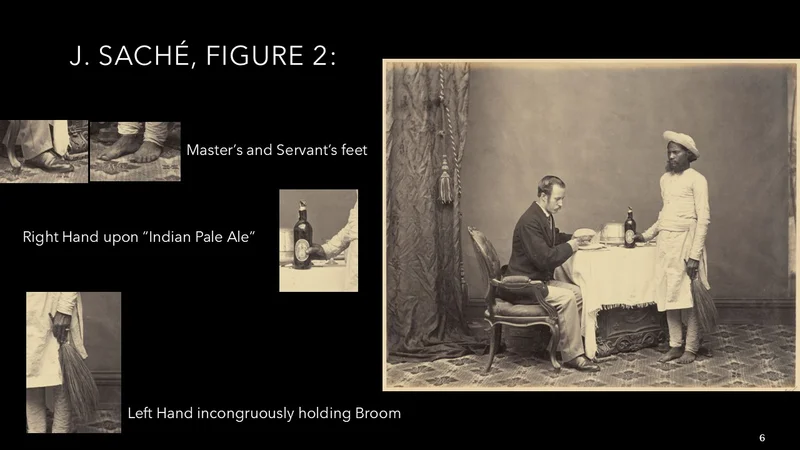 J. SACHÉ, FIGURE 2:
Master’s and Servant’s feet
Right Hand upon “Indian Pale Ale”
Left Hand incongruously holding Broom
6